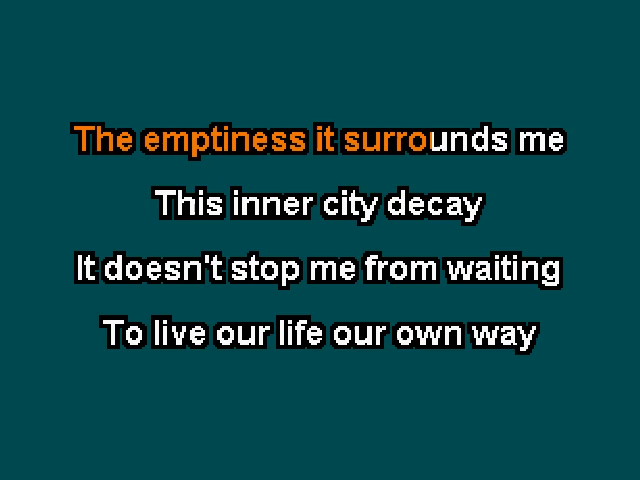 The emptiness it surrounds me
This inner city decay
It doesn't stop me from waiting
To live our life our own way